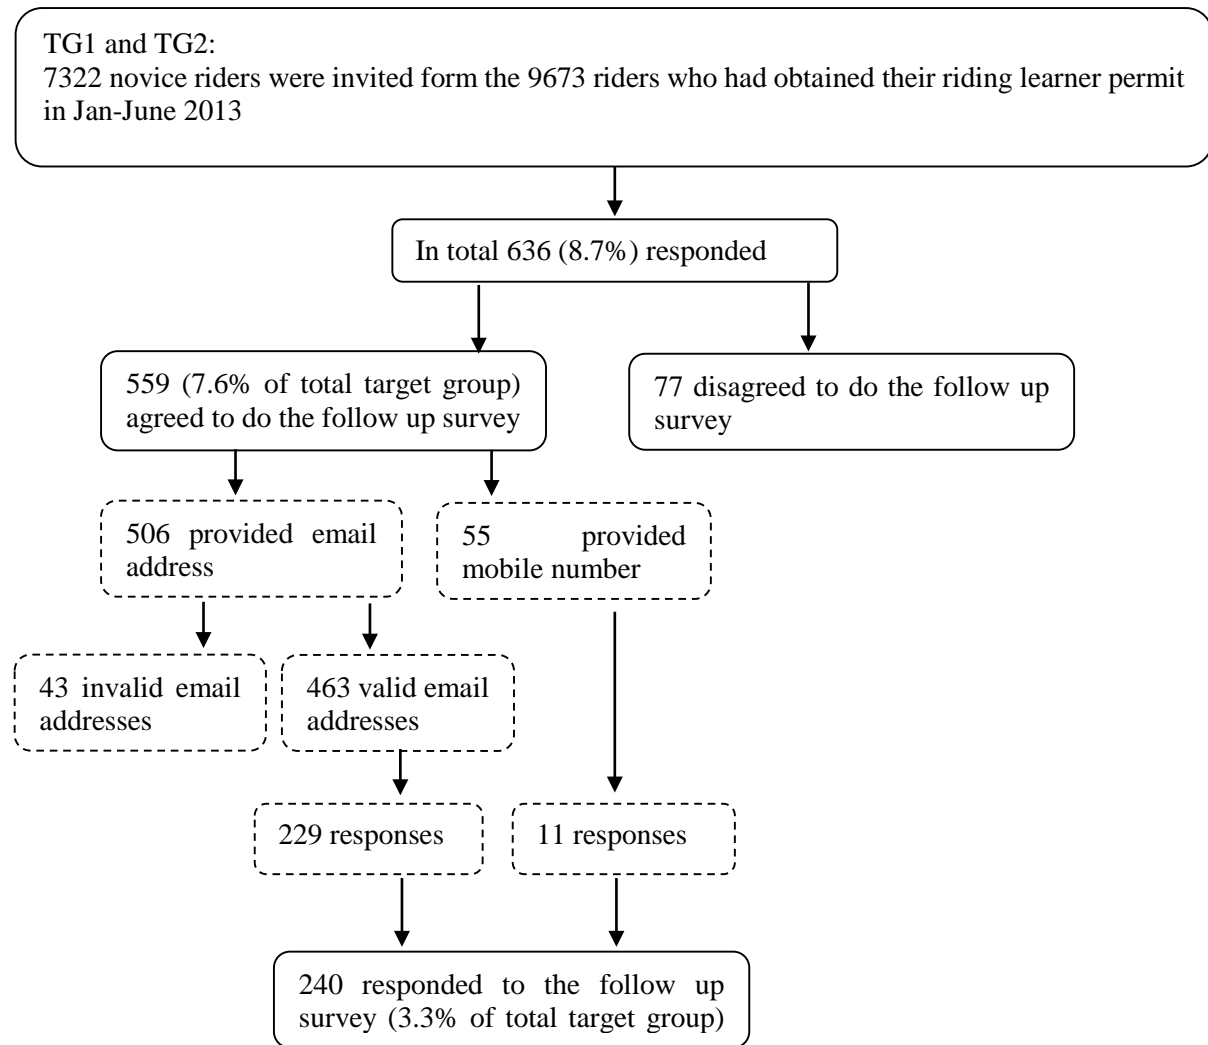 TG1 and TG2:
7322 novice riders were invited form the 9673 riders who had obtained their riding learner permit
in Jan-June 2013
In total 636 (8.7%) responded
559 (7.6% of total target group)
agreed to do the follow up survey
77 disagreed to do the follow up
survey
506 provided email
address
55 provided
mobile number
43 invalid email
addresses
463 valid email
addresses
229 responses
11 responses
240 responded to the follow up
survey (3.3% of total target group)